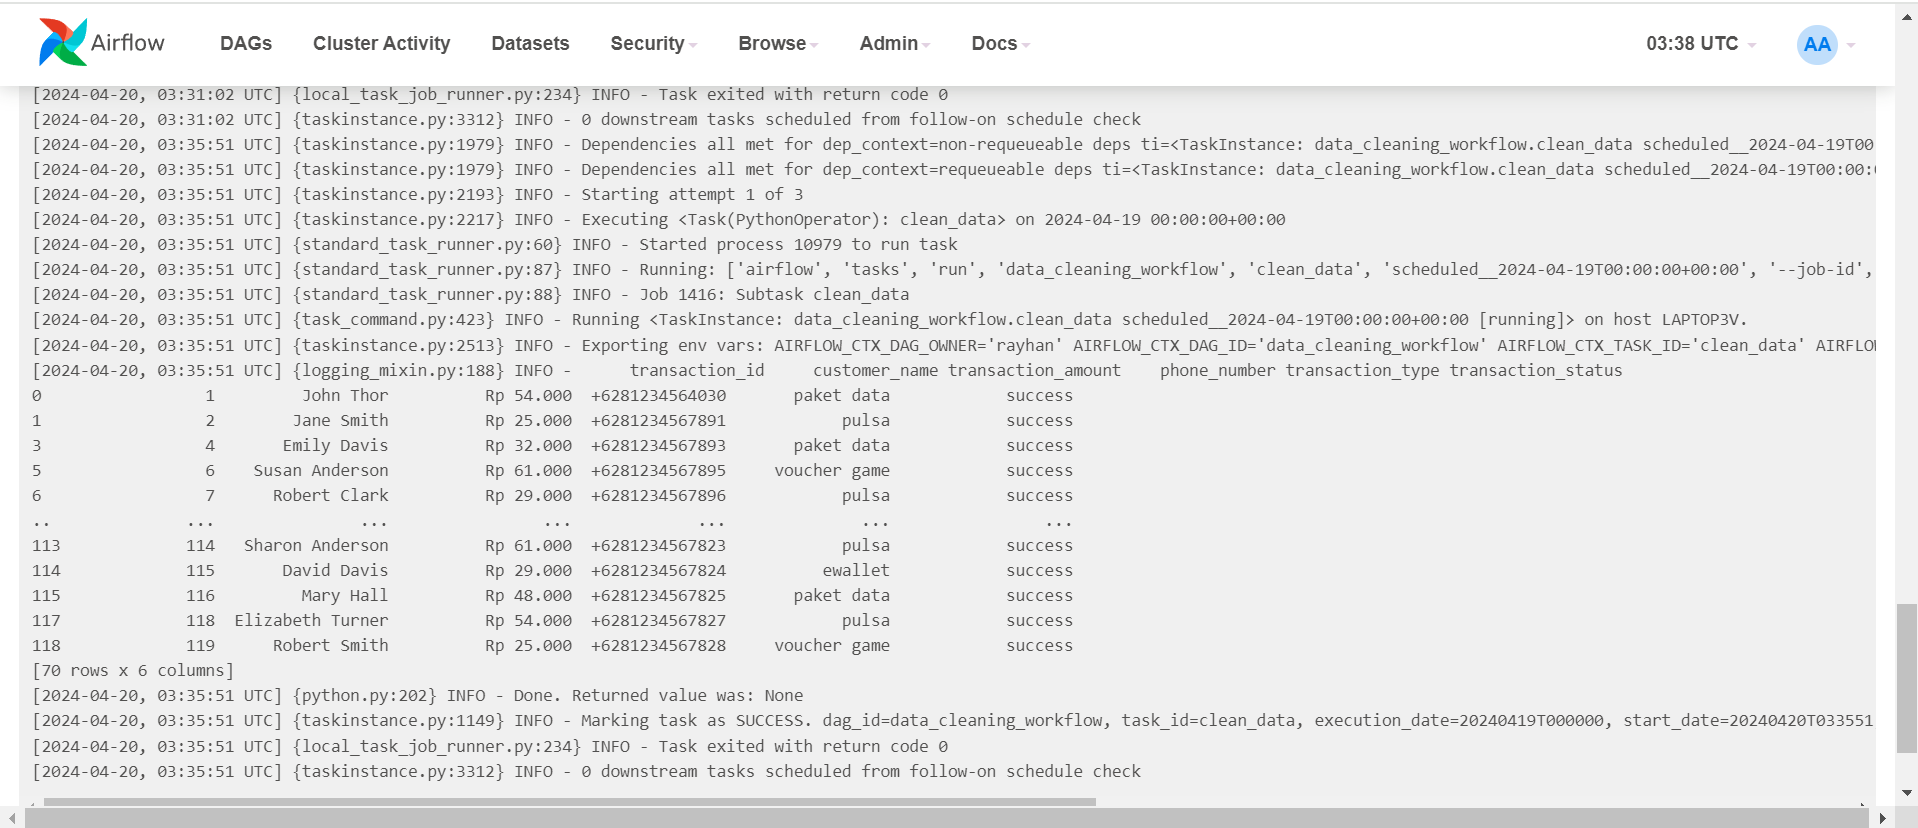 Airflow DAGs Cluster Activity Datasets Security Browse Admin Docs 03:38 UTC AA
[2024-04-20, 03:31:02 UTC] {local_task_job_runner.py:234} INFO - Task exited with return code 0
[2024-04-20, 03:31:02 UTC] {taskinstance.py:3312} INFO - 0 downstream tasks scheduled from follow-on schedule check
[2024-04-20, 03:35:51 UTC] {taskinstance.py:1979} INFO - Dependencies all met for dep_context=non-requeueable deps ti=<TaskInstance: data_cleaning_workflow.clean_data scheduled__2024-04-19T00
[2024-04-20, 03:35:51 UTC] {taskinstance.py:1979} INFO - Dependencies all met for dep_context=requeueable deps ti=<TaskInstance: data_cleaning_workflow.clean_data scheduled__2024-04-19T00:00:
[2024-04-20, 03:35:51 UTC] {taskinstance.py:2193} INFO - Starting attempt 1 of 3
[2024-04-20, 03:35:51 UTC] {taskinstance.py:2217} INFO - Executing <Task(PythonOperator): clean_data> on 2024-04-19 00:00:00+00:00
[2024-04-20, 03:35:51 UTC] {standard_task_runner.py:60} INFO - Started process 10979 to run task
[2024-04-20, 03:35:51 UTC] {standard_task_runner.py:87} INFO - Running: ['airflow', 'tasks', 'run', 'data_cleaning_workflow', 'clean_data', 'scheduled__2024-04-19T00:00:00+00:00', '--job-id',
[2024-04-20, 03:35:51 UTC] {standard_task_runner.py:88} INFO - Job 1416: Subtask clean_data
[2024-04-20, 03:35:51 UTC] {task_command.py:423} INFO - Running <TaskInstance: data_cleaning_workflow.clean_data scheduled__2024-04-19T00:00:00+00:00 [running]> on host LAPTOP3V.
[2024-04-20, 03:35:51 UTC] {taskinstance.py:2513} INFO - Exporting env vars: AIRFLOW_CTX_DAG_OWNER='rayhan' AIRFLOW_CTX_DAG_ID='data_cleaning_workflow' AIRFLOW_CTX_TASK_ID='clean_data' AIRFLOW
[2024-04-20, 03:35:51 UTC] {logging_mixin.py:188} INFO - transaction_id customer_name transaction_amount phone_number transaction_type transaction_status
0 1 John Thor Rp 54.000 +6281234564030 paket data success
1 2 Jane Smith Rp 25.000 +6281234567891 pulsa success
3 4 Emily Davis Rp 32.000 +6281234567893 paket data success
5 6 Susan Anderson Rp 61.000 +6281234567895 voucher game success
6 7 Robert Clark Rp 29.000 +6281234567896 pulsa success
.. ... ... ... ... ... ...
113 114 Sharon Anderson Rp 61.000 +6281234567823 pulsa success
114 115 David Davis Rp 29.000 +6281234567824 ewallet success
115 116 Mary Hall Rp 48.000 +6281234567825 paket data success
117 118 Elizabeth Turner Rp 54.000 +6281234567827 pulsa success
118 119 Robert Smith Rp 25.000 +6281234567828 voucher game success
[70 rows x 6 columns]
[2024-04-20, 03:35:51 UTC] {python.py:202} INFO - Done. Returned value was: None
[2024-04-20, 03:35:51 UTC] {taskinstance.py:1149} INFO - Marking task as SUCCESS. dag_id=data_cleaning_workflow, task_id=clean_data, execution_date=20240419T000000, start_date=20240420T033551
[2024-04-20, 03:35:51 UTC] {local_task_job_runner.py:234} INFO - Task exited with return code 0
[2024-04-20, 03:35:51 UTC] {taskinstance.py:3312} INFO - 0 downstream tasks scheduled from follow-on schedule check